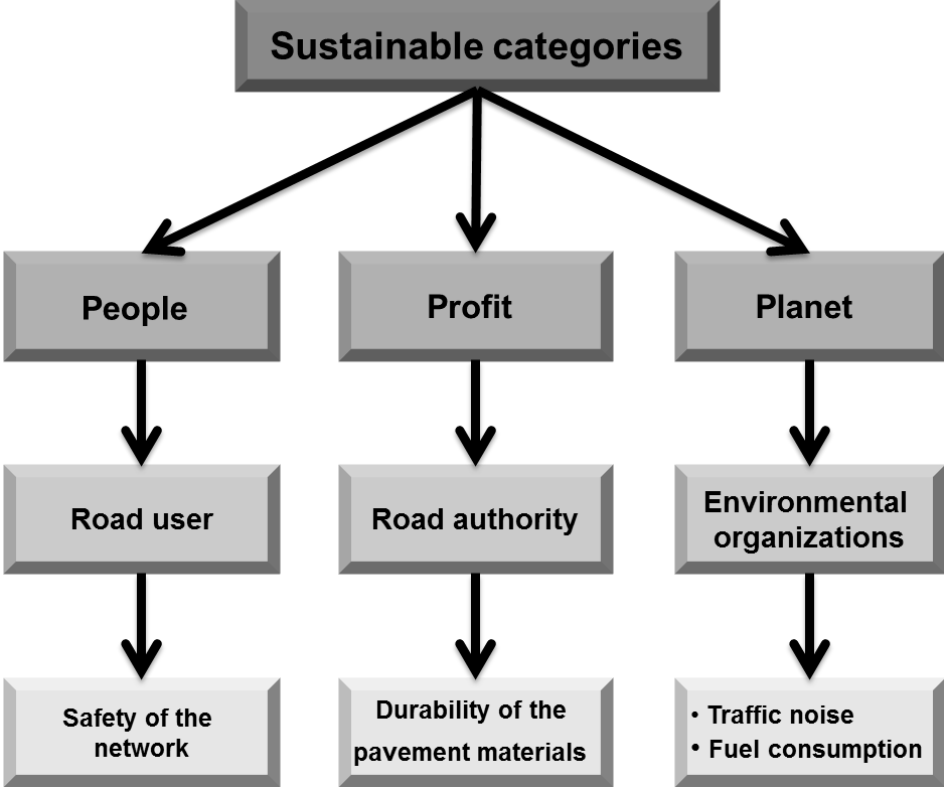 Sustainable categories
People
Profit
Planet
Road user
Road authority
Environmental
organizations
Safety of the
network
Durability of the
pavement materials
• Traffic noise
• Fuel consumption